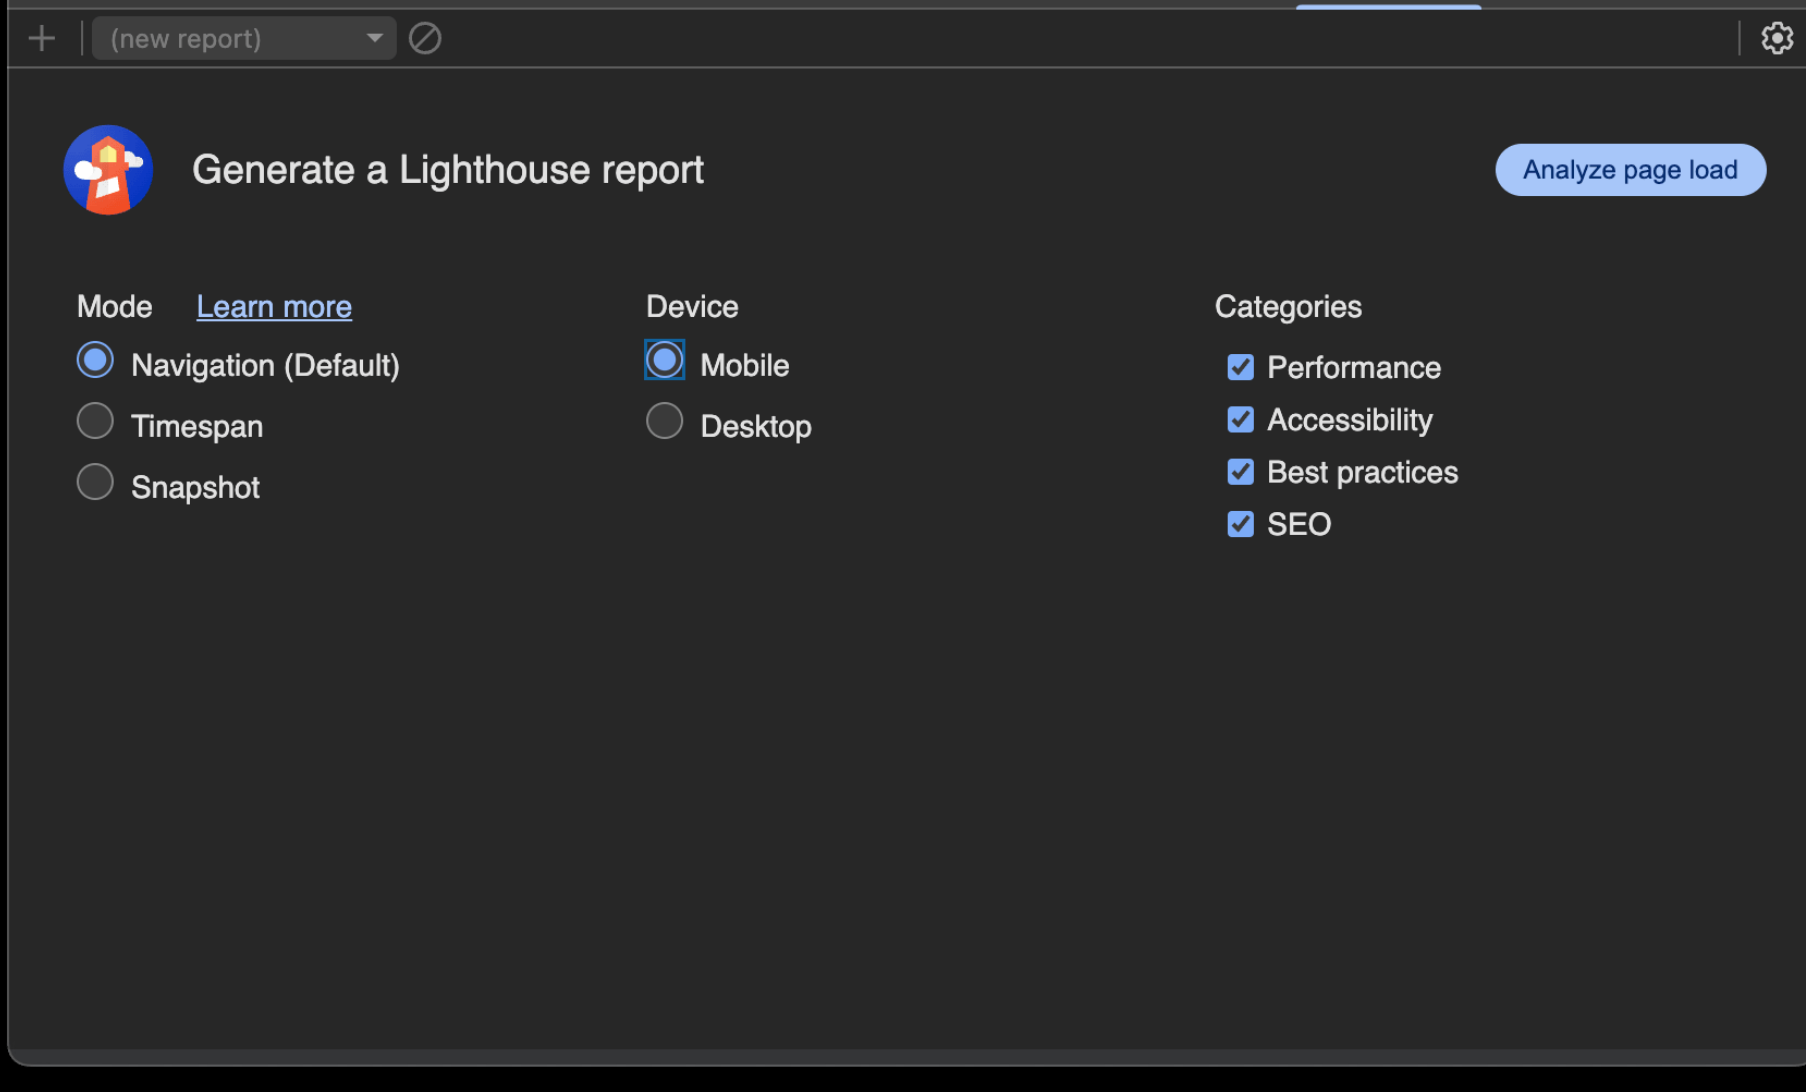 (new report)
Generate a Lighthouse report
Analyze page load
Mode Learn more
Navigation (Default)
Timespan
Snapshot
Device
Mobile
Desktop
Categories
Performance
Accessibility
Best practices
SEO